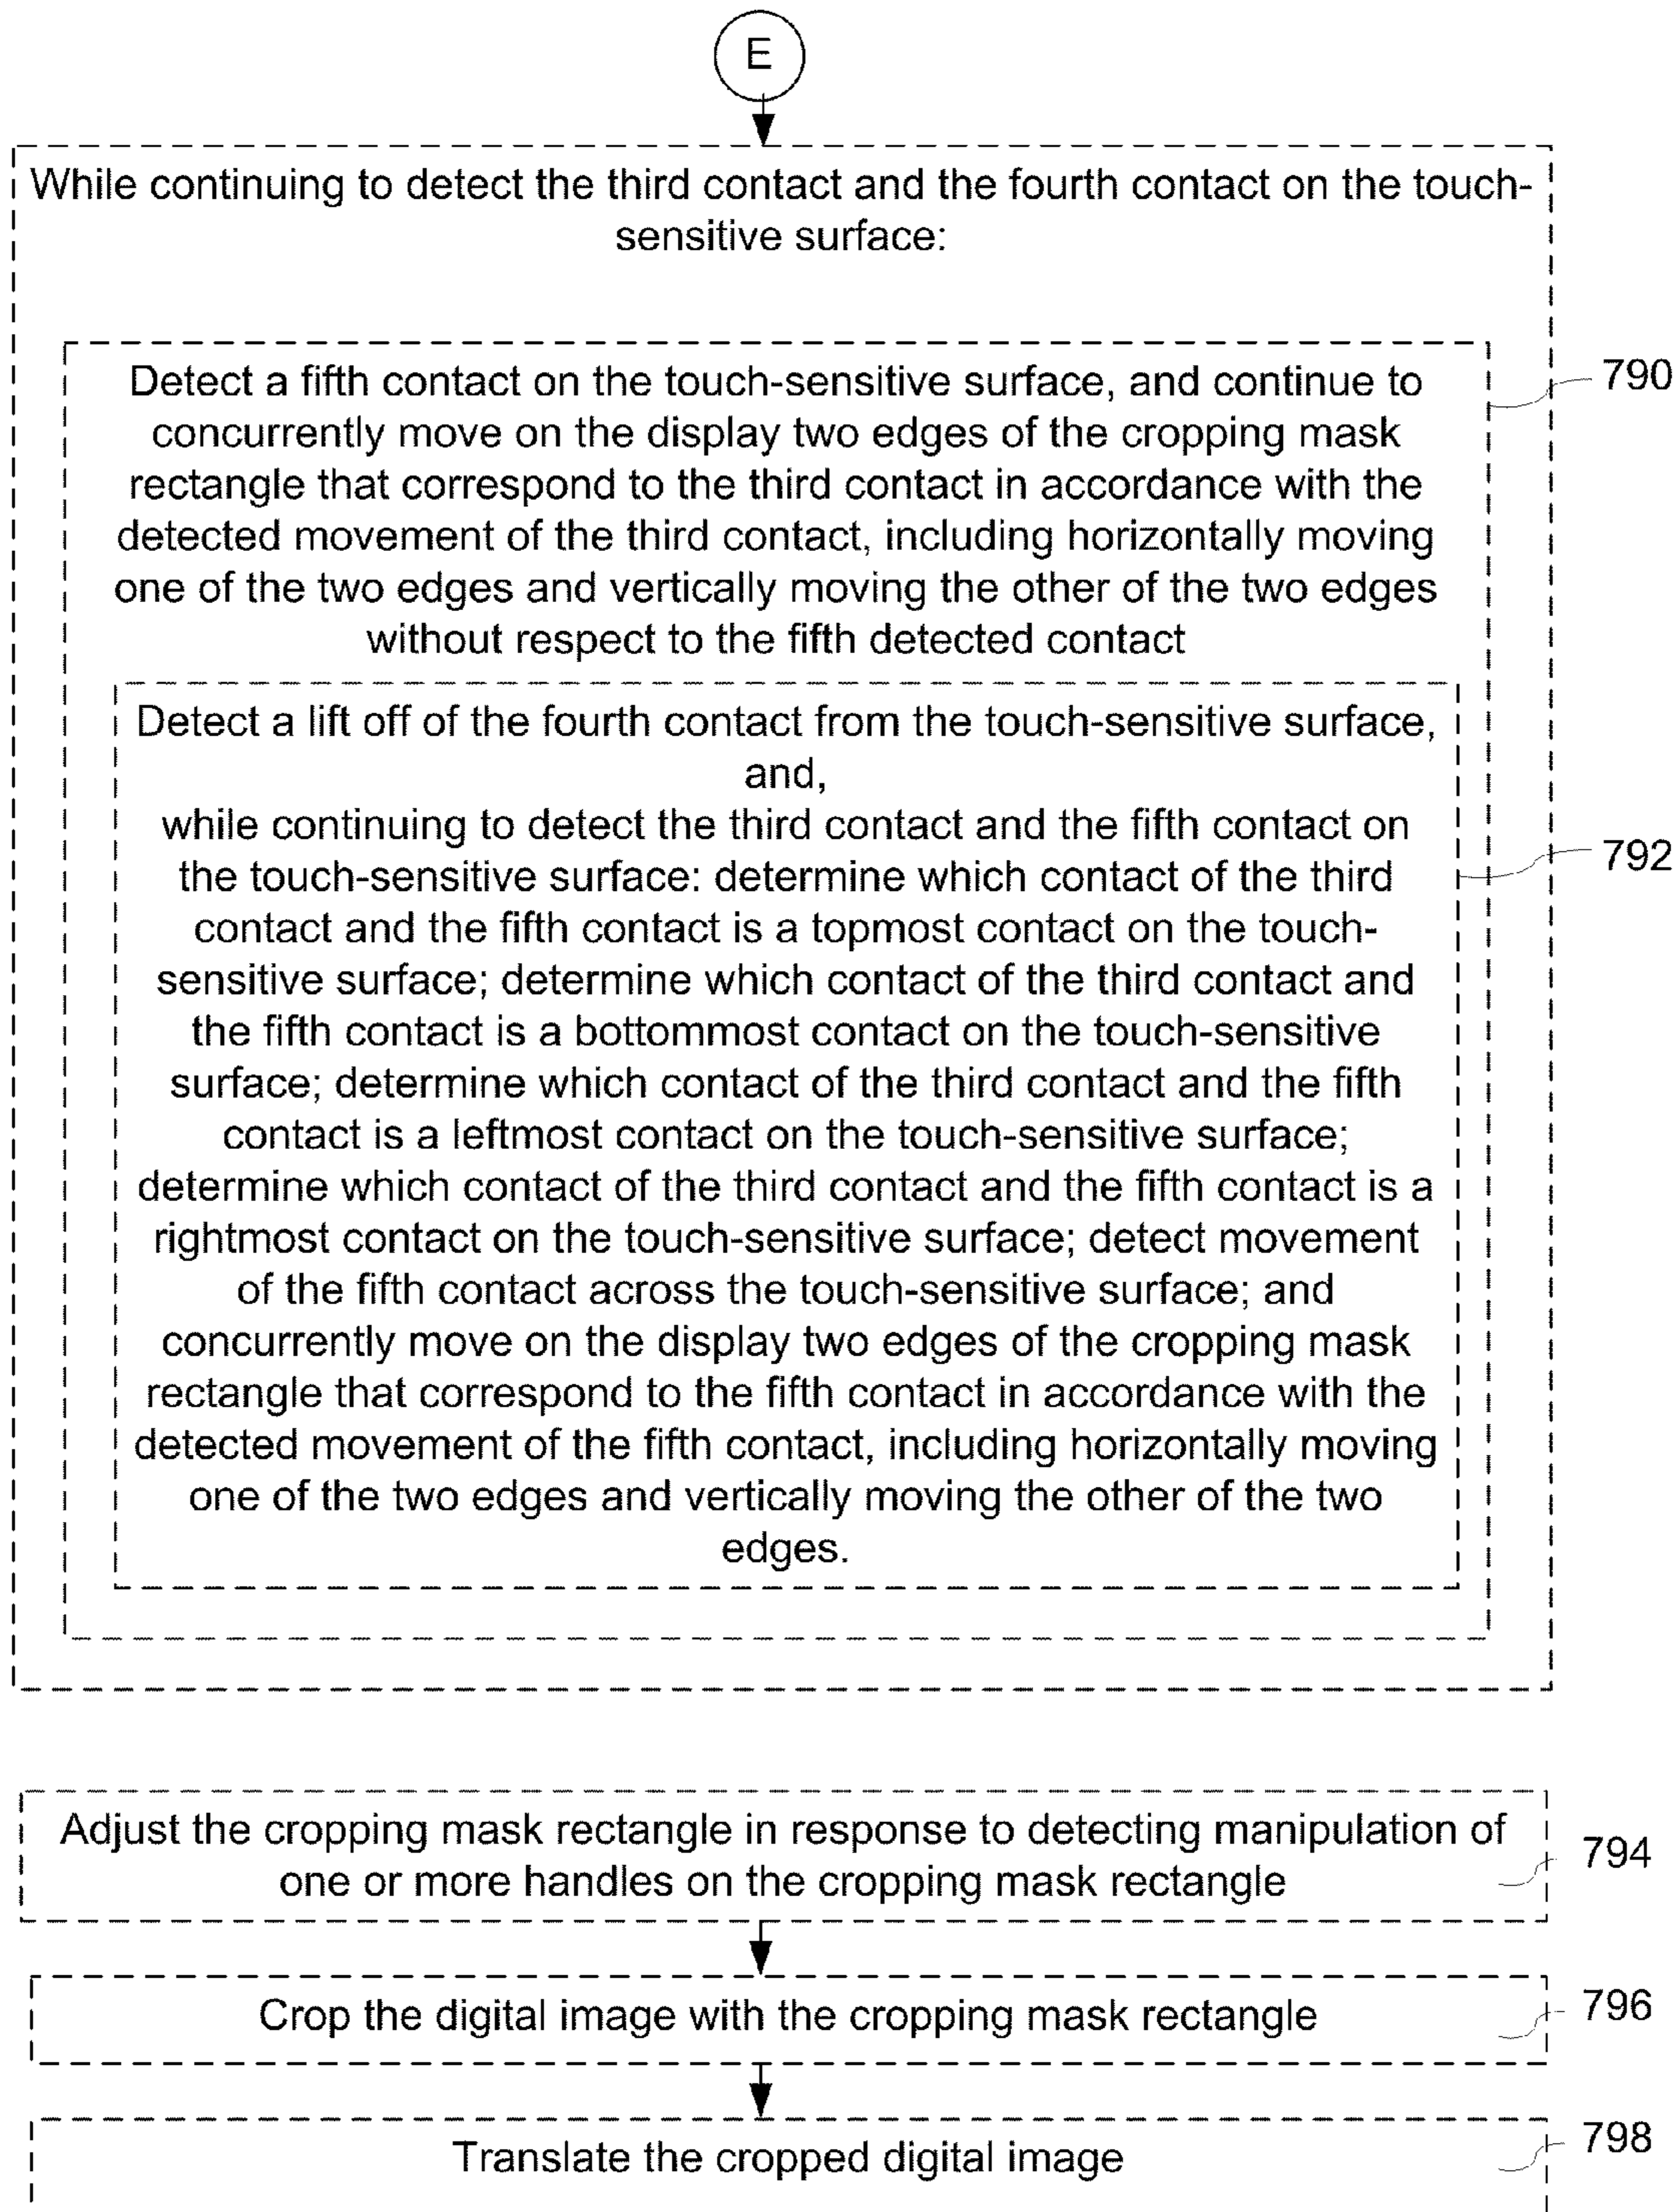 E
While continuing to detect the third contact and the fourth contact on the touch-
sensitive surface:
Detect a fifth contact on the touch-sensitive surface, and continue to
concurrently move on the display two edges of the cropping mask
rectangle that correspond to the third contact in accordance with the
detected movement of the third contact, including horizontally moving
one of the two edges and vertically moving the other of the two edges
without respect to the fifth detected contact
790
Detect a lift off of the fourth contact from the touch-sensitive surface,
and,
while continuing to detect the third contact and the fifth contact on
the touch-sensitive surface: determine which contact of the third
contact and the fifth contact is a topmost contact on the touch-
sensitive surface; determine which contact of the third contact and
the fifth contact is a bottommost contact on the touch-sensitive
surface; determine which contact of the third contact and the fifth
contact is a leftmost contact on the touch-sensitive surface;
determine which contact of the third contact and the fifth contact is a
rightmost contact on the touch-sensitive surface; detect movement
of the fifth contact across the touch-sensitive surface; and
concurrently move on the display two edges of the cropping mask
rectangle that correspond to the fifth contact in accordance with the
detected movement of the fifth contact, including horizontally moving
one of the two edges and vertically moving the other of the two
edges.
792
Adjust the cropping mask rectangle in response to detecting manipulation of
one or more handles on the cropping mask rectangle
794
Crop the digital image with the cropping mask rectangle
796
Translate the cropped digital image
798